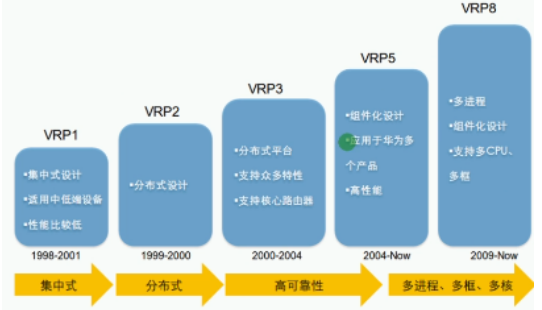 VRP1
•集中式设计
•适用中低端设备
•性能比较低
1998-2001
VRP2
•分布式设计
1999-2000
VRP3
•分布式平台
•支持众多特性
•支持核心路由器
2000-2004
VRP5
•组件化设计
•应用于华为多
个产品
•高性能
2004-Now
VRP8
•多进程
•组件化设计
•支持多CPU、
多框
2009-Now
集中式
分布式
高可靠性
多进程、多框、多核